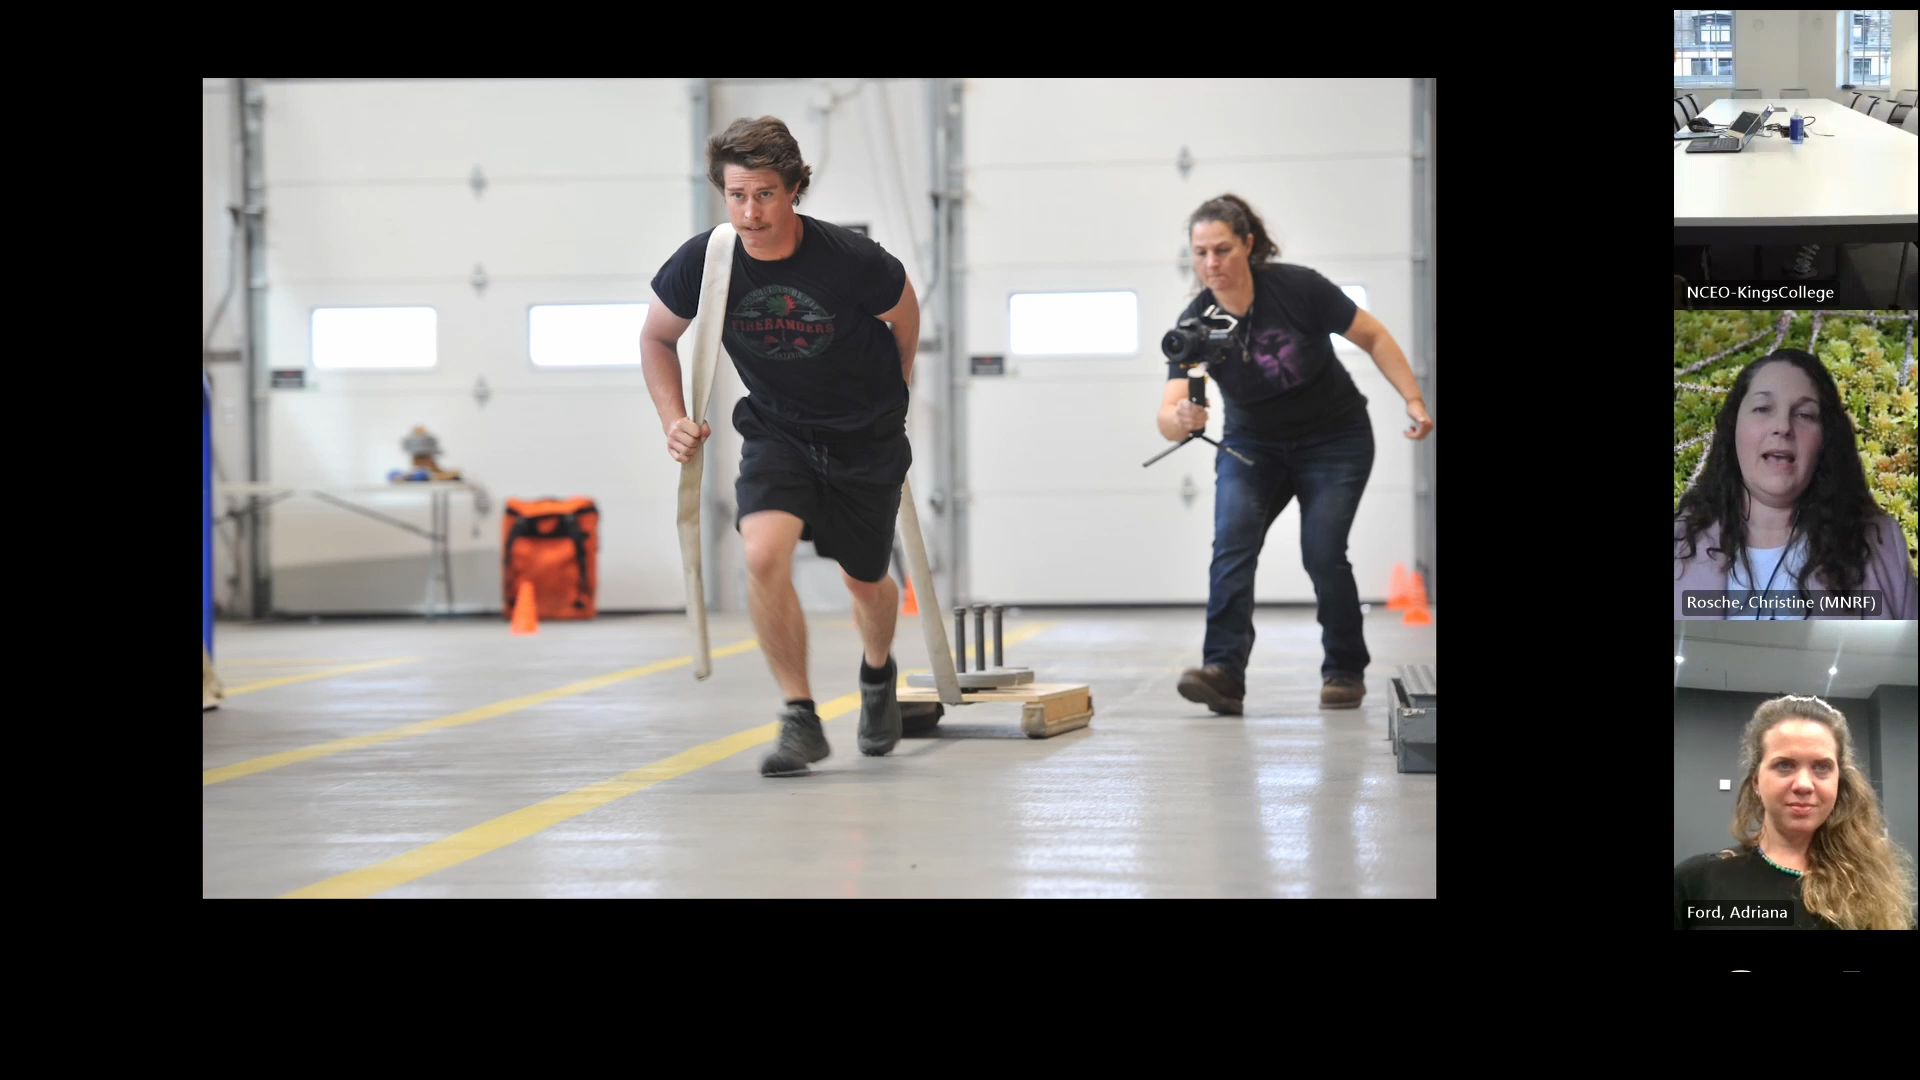 FIRERANGERS
NCEO-KingsCollege
Rosche, Christine (MNRF)
Ford, Adriana